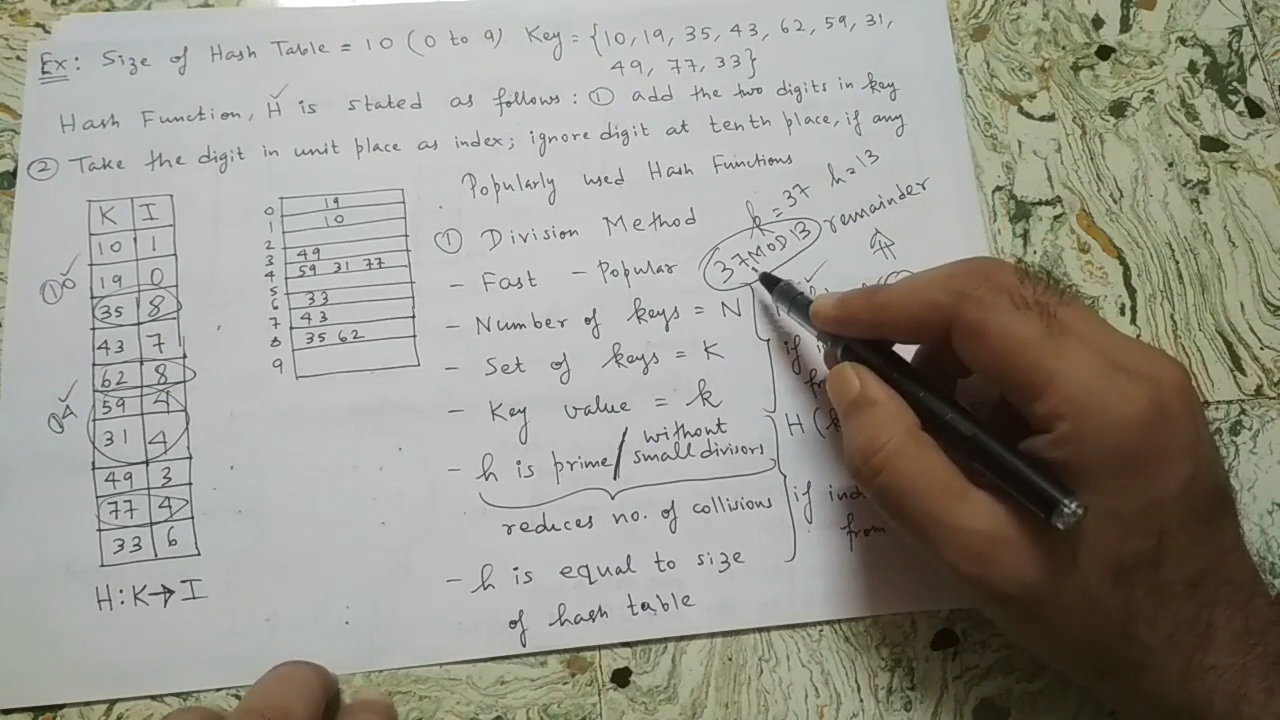 Ex: Size of Hash Table = 10 (0 to 9) Key = {10, 19, 35, 43, 62, 59, 31,
49, 77, 33}
Hash Function, H is stated as follows: ① add the two digits in key
② Take the digit in unit place as index; ignore digit at tenth place, if any
K I
10 1
19 0
35 8
43 7
62 8
59 4
31 4
49 3
77 4
33 6
H: K → I
0 19
1 10
2
3 49
4 59 31 77
5
6 33
7 43
8 35 62
9
Popularly used Hash Functions
① Division Method
- Fast - Popular
- Number of keys = N
- Set of keys = K
- Key value = k
- h is prime / without small divisors
reduces no. of collisions
- h is equal to size
of hash table
k = 37 h = 13
37 MOD 13 remainder
if
H (k
if ind
from